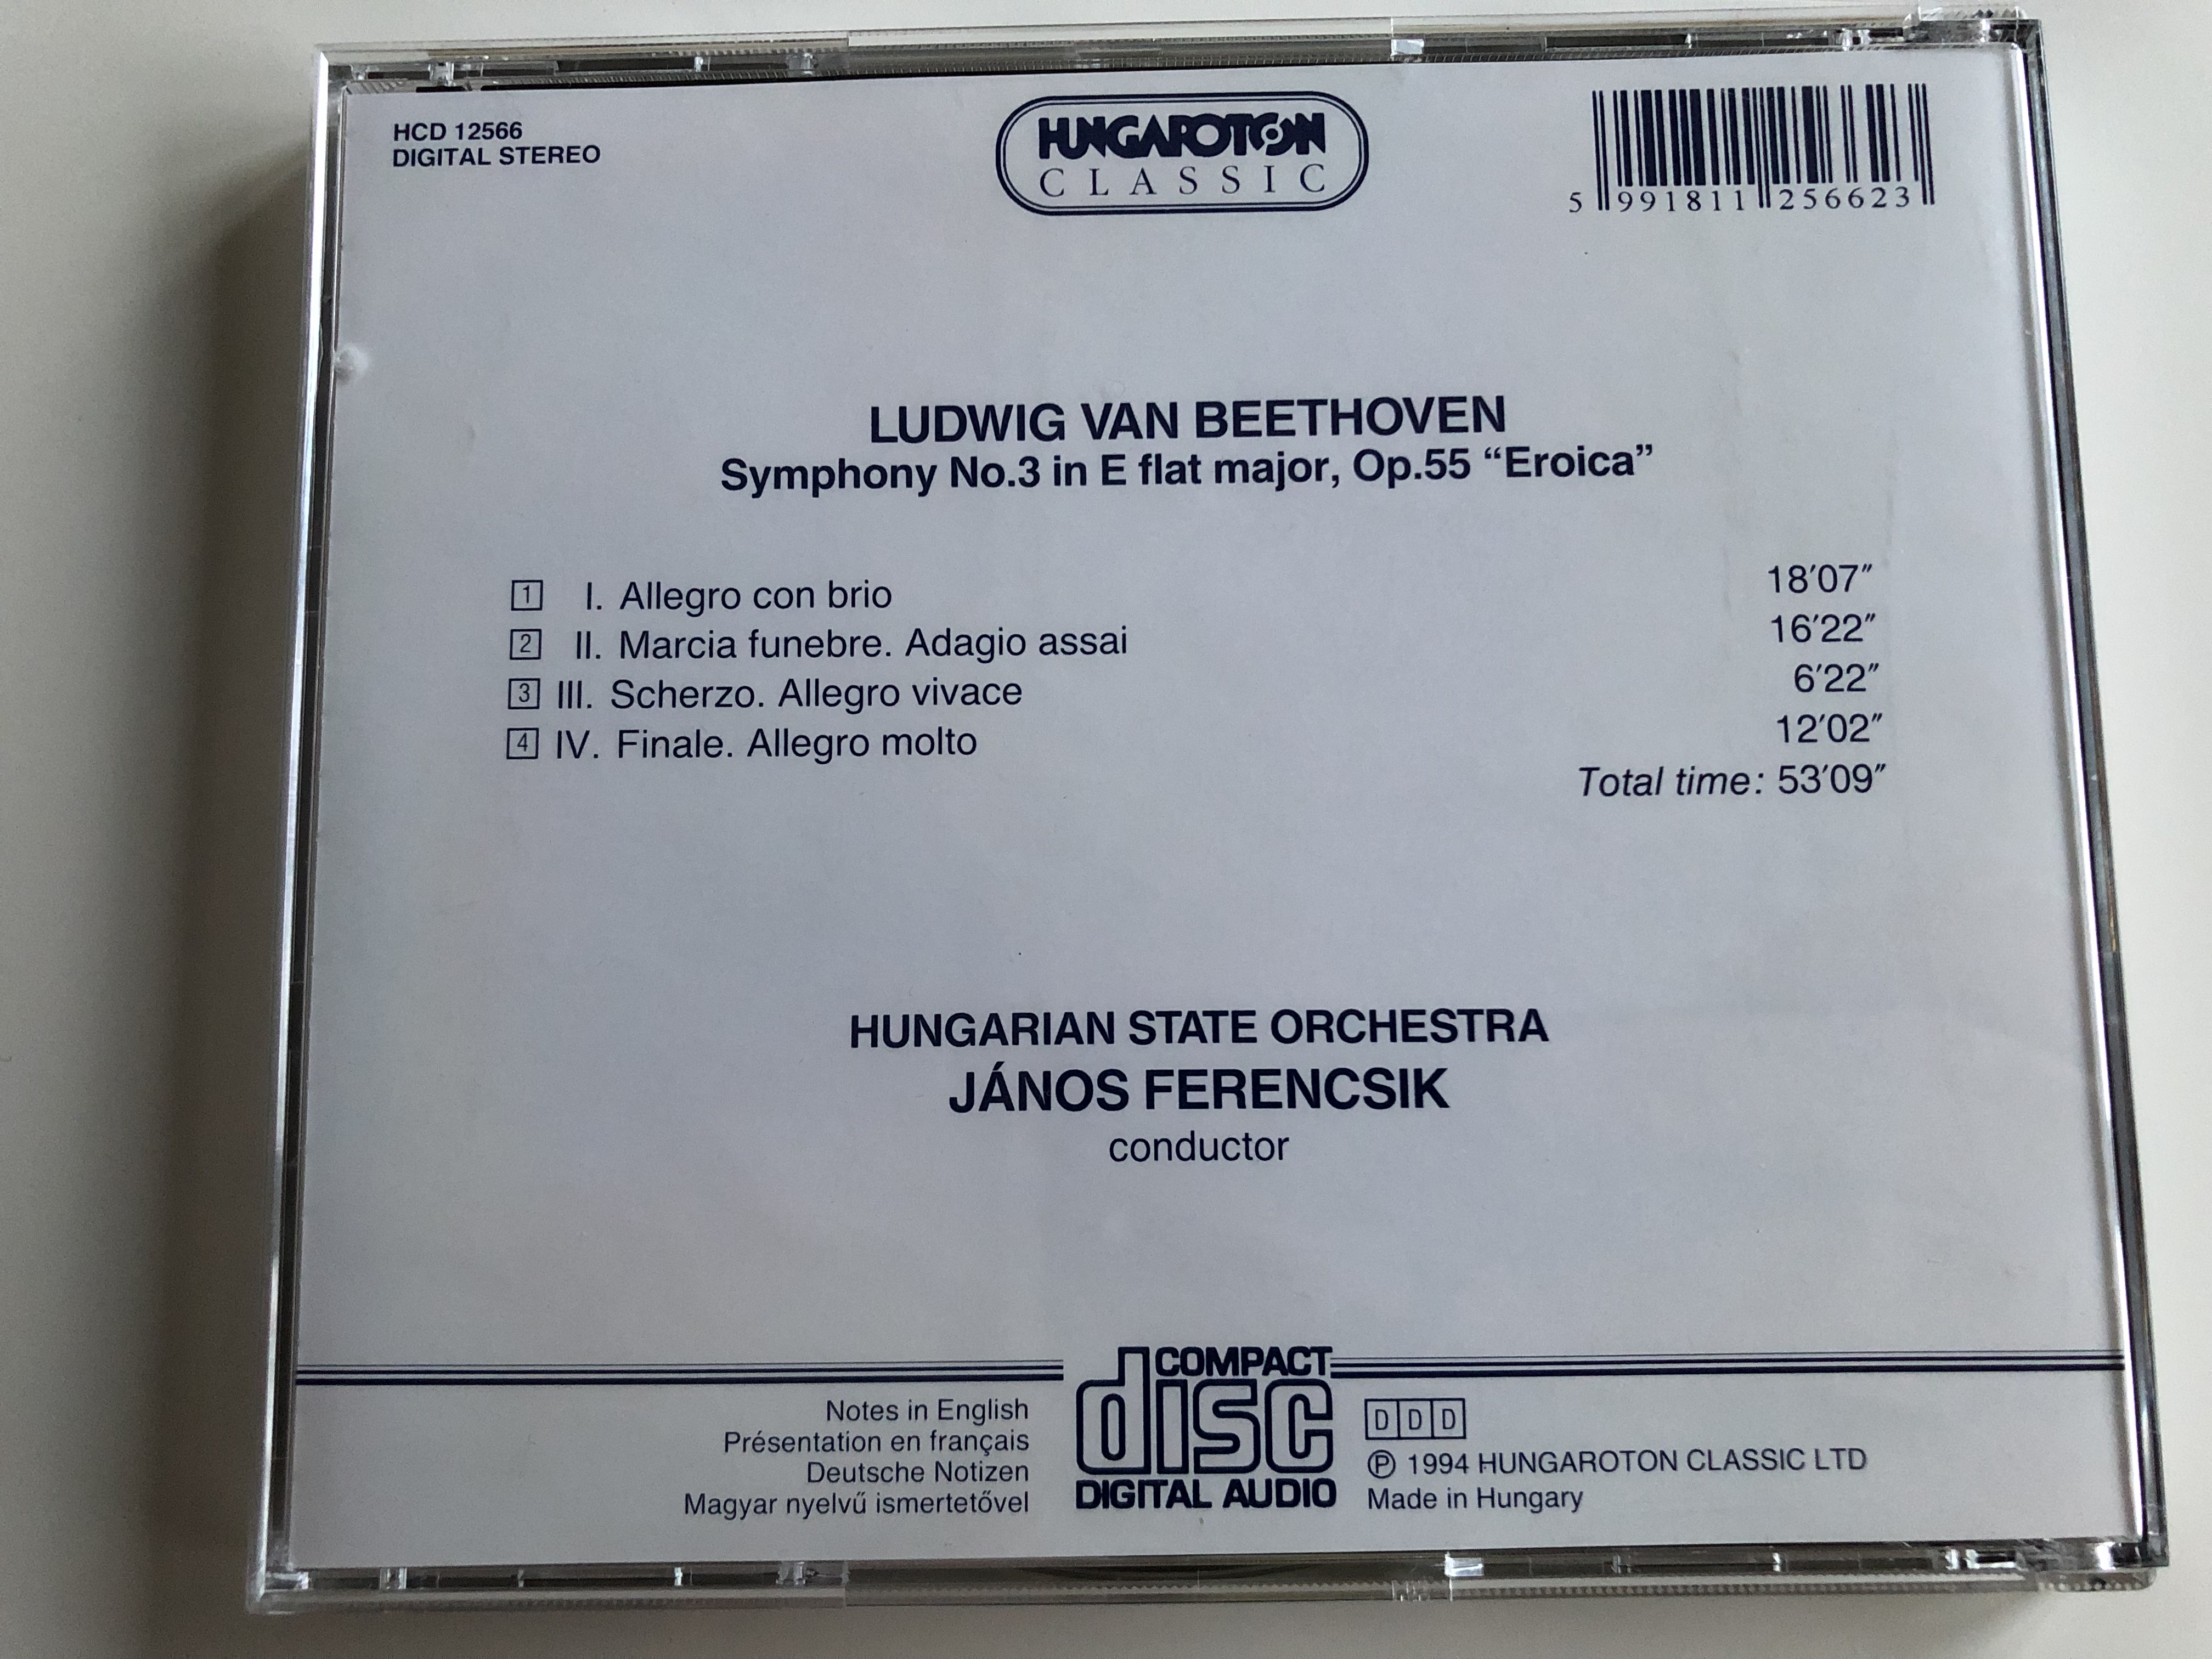 HCD 12566
DIGITAL STEREO
HUNGAROTON
CLASSIC
5 991811 256623
LUDWIG VAN BEETHOVEN
Symphony No.3 in E flat major, Op.55 “Eroica”
1 I. Allegro con brio 18′07″
2 II. Marcia funebre. Adagio assai 16′22″
3 III. Scherzo. Allegro vivace 6′22″
4 IV. Finale. Allegro molto 12′02″
Total time: 53′09″
HUNGARIAN STATE ORCHESTRA
JÁNOS FERENCSIK
conductor
Notes in English
Présentation en français
Deutsche Notizen
Magyar nyelvű ismertetővel
COMPACT
disc
DIGITAL AUDIO
DDD
℗ 1994 HUNGAROTON CLASSIC LTD
Made in Hungary